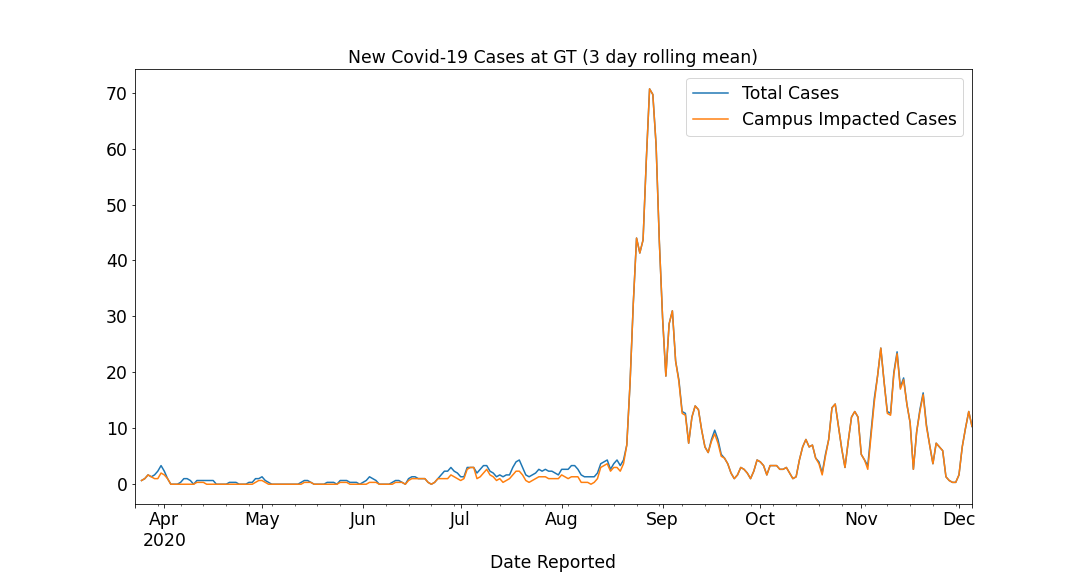 New Covid-19 Cases at GT (3 day rolling mean)
Total Cases
Campus Impacted Cases
70
60
50
40
30
20
10
0
Apr May Jun Jul Aug Sep Oct Nov Dec
2020
Date Reported